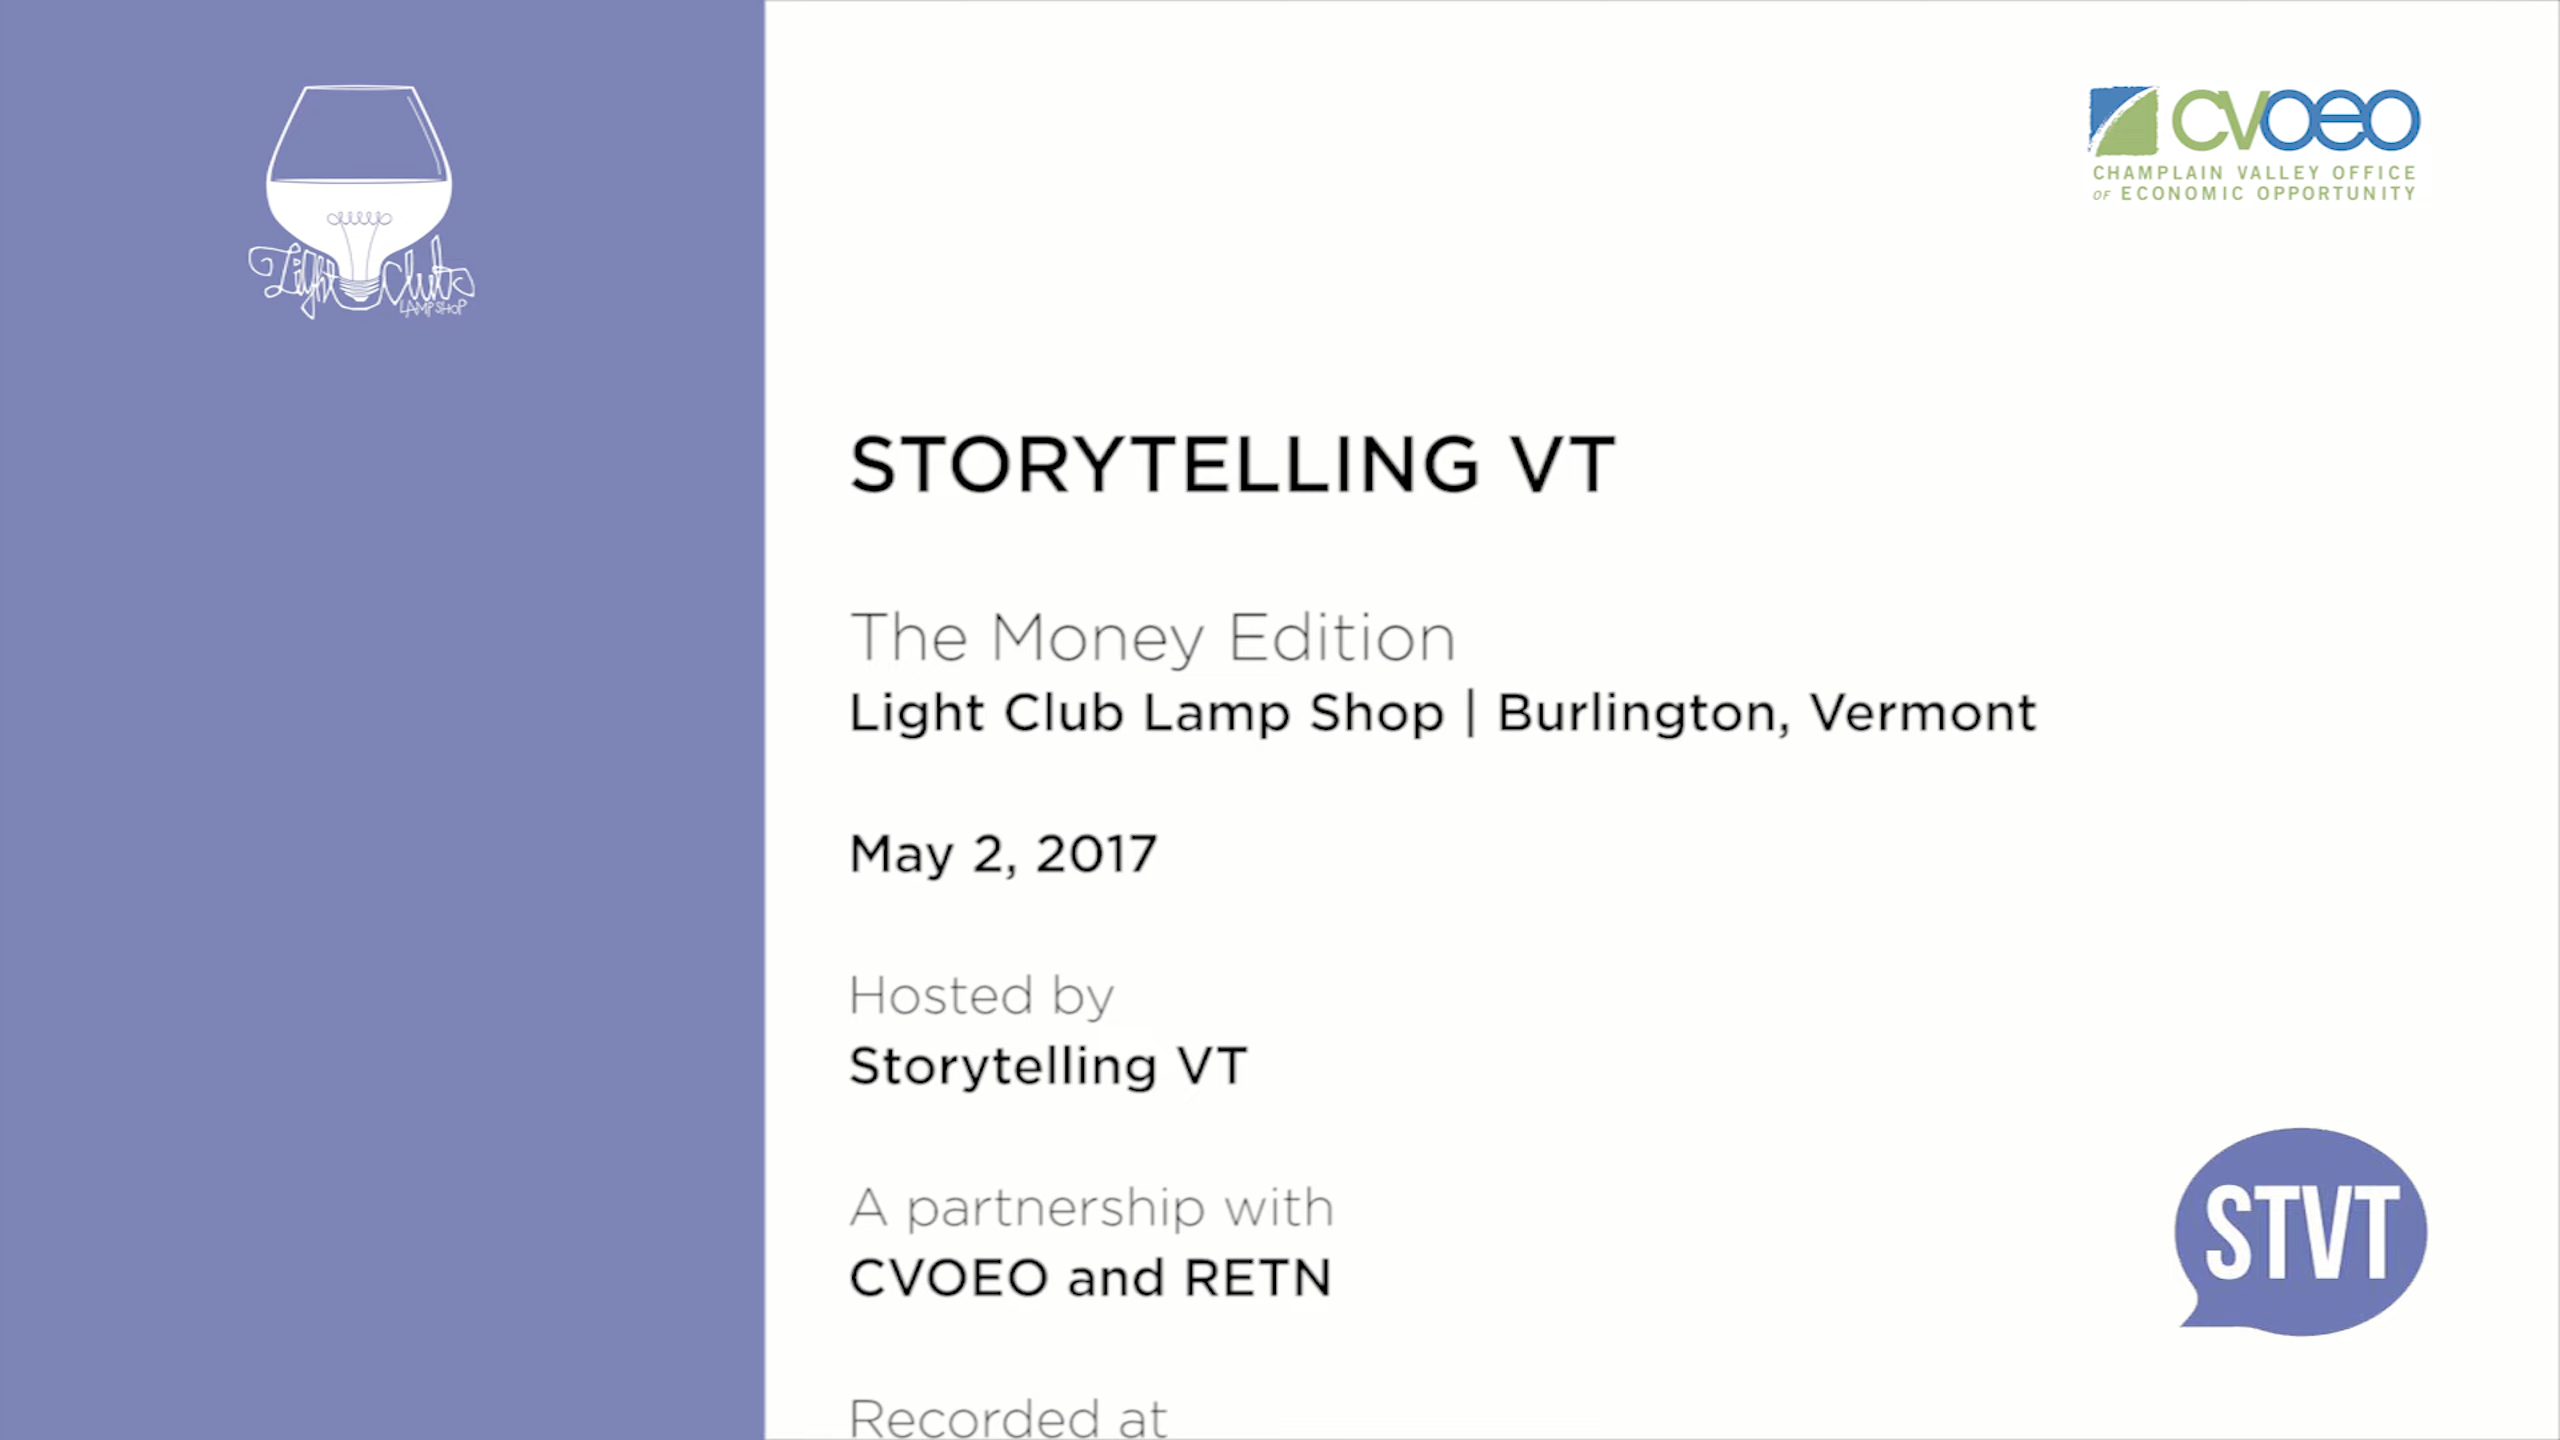 Light Club
LAMP SHOP
CVOEO
CHAMPLAIN VALLEY OFFICE
OF ECONOMIC OPPORTUNITY
STORYTELLING VT
The Money Edition
Light Club Lamp Shop | Burlington, Vermont
May 2, 2017
Hosted by
Storytelling VT
A partnership with
CVOEO and RETN
Recorded at
STVT